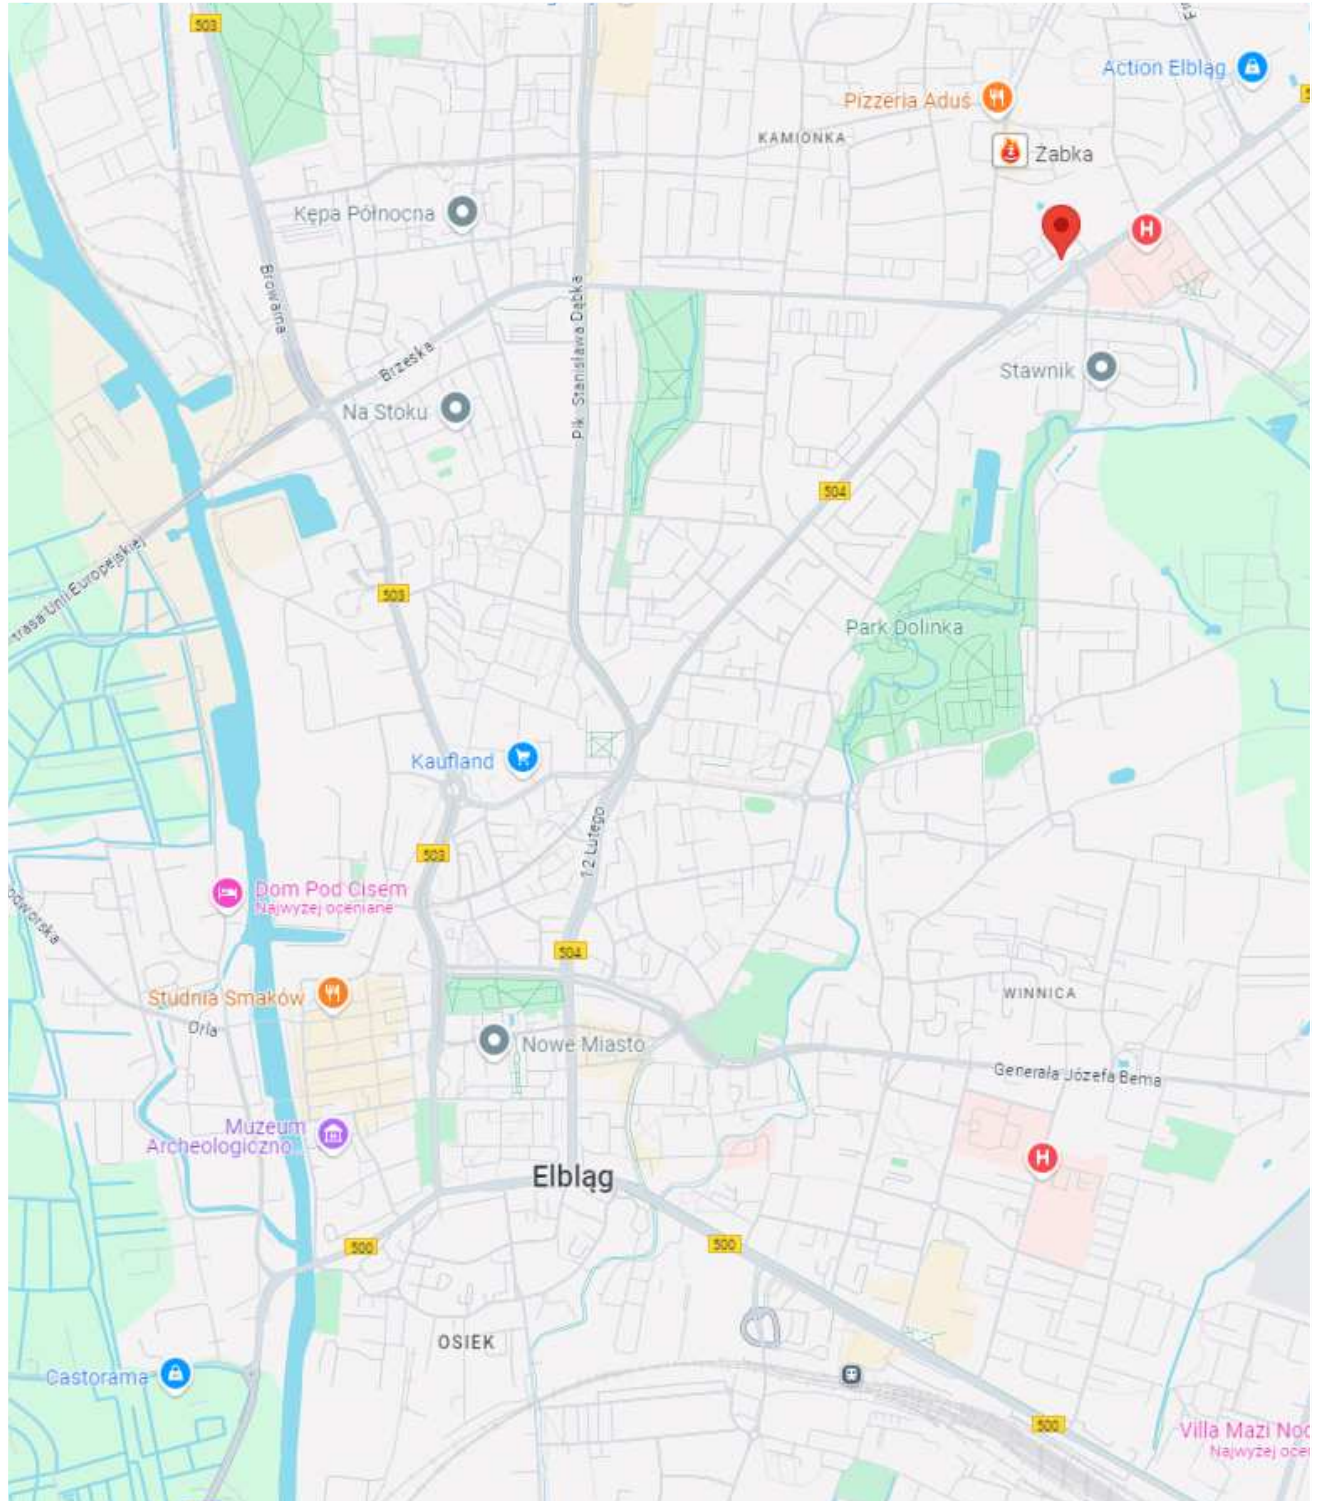 503
Action Elbląg
Pizzeria Aduś
KAMIONKA
Żabka
Kępa Północna
H
Browarna
Płk. Stanisława Dąbka
Brzeska
Stawnik
Na Stoku
504
trasa Unii Europejskiej
503
Park Dolinka
Kaufland
12 Lutego
503
Dom Pod Cisem
Najwyżej oceniane
504
Studnia Smaków
WINNICA
Orla
Nowe Miasto
Generała Józefa Bema
Muzeum
Archeologiczno...
H
Elbląg
500
500
OSIEK
Castorama
500
Villa Mazi Noc
Najwyżej ocen